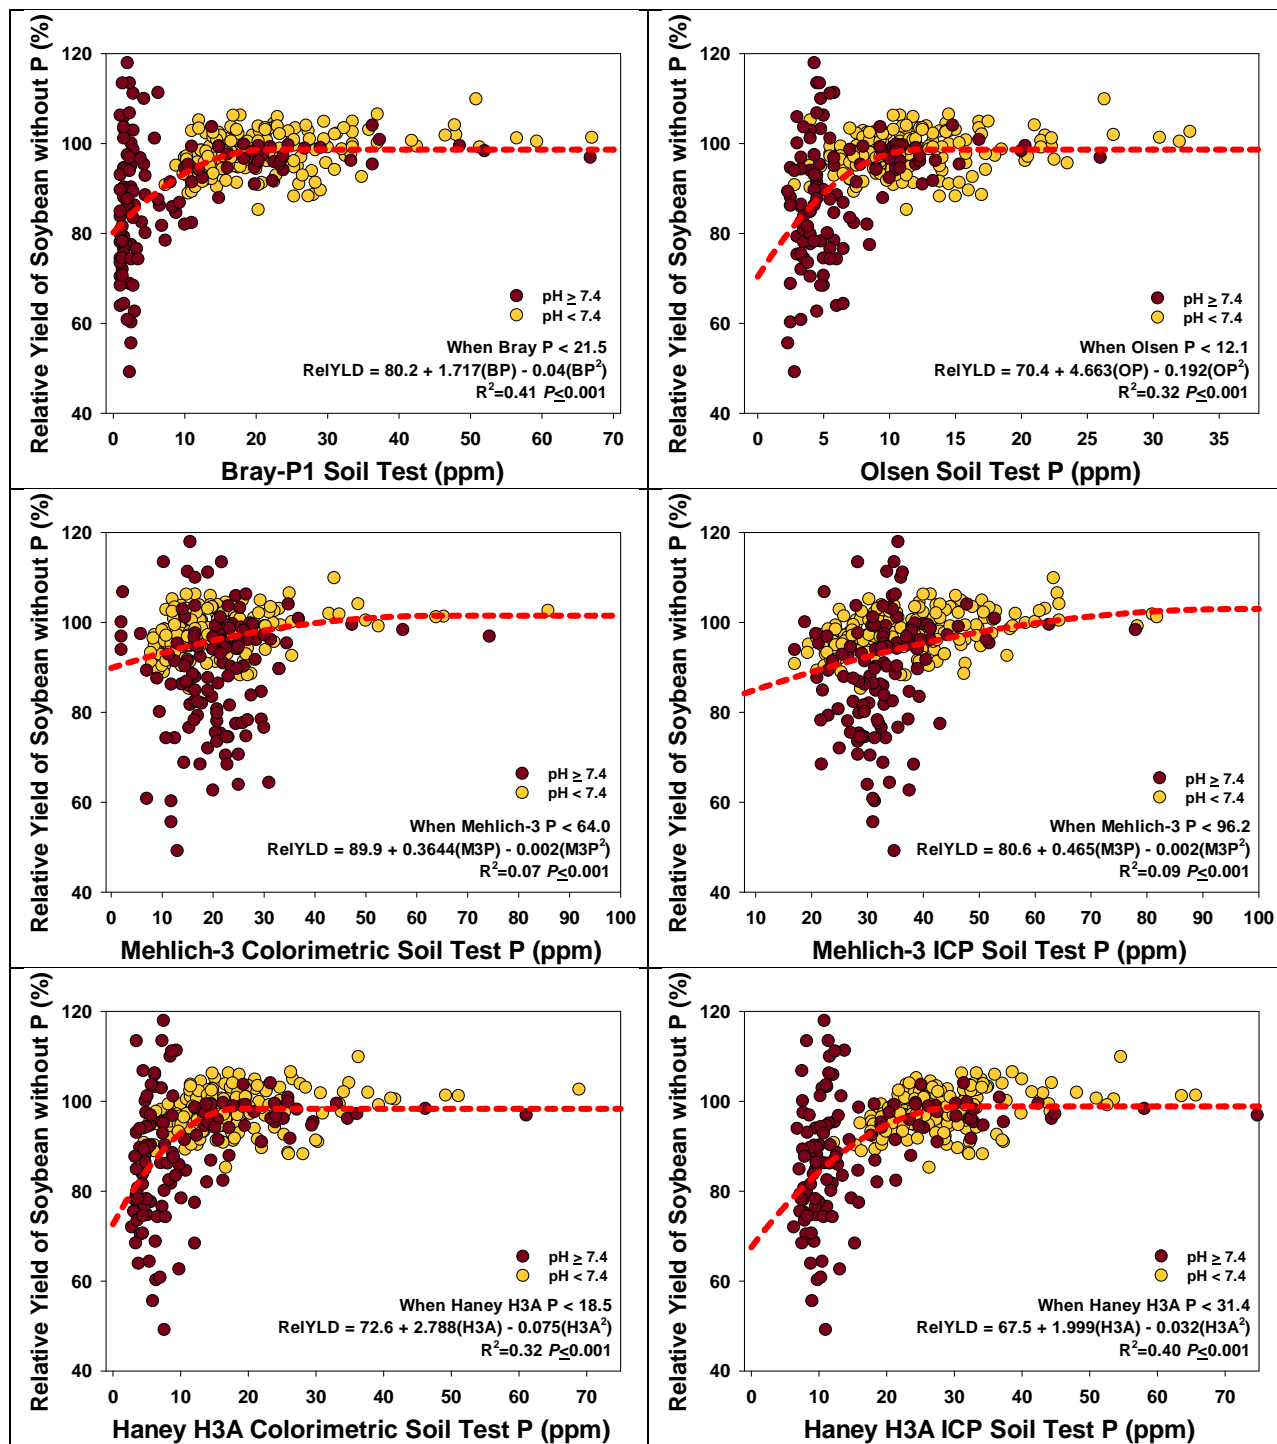 Relative Yield of Soybean without P (%)
120
100
80
60
40
pH ≥ 7.4
pH < 7.4
When Bray P < 21.5
RelYLD = 80.2 + 1.717(BP) - 0.04(BP²)
R²=0.41 P≤0.001
0 10 20 30 40 50 60 70
Bray-P1 Soil Test (ppm)
Relative Yield of Soybean without P (%)
120
100
80
60
40
pH ≥ 7.4
pH < 7.4
When Olsen P < 12.1
RelYLD = 70.4 + 4.663(OP) - 0.192(OP²)
R²=0.32 P≤0.001
0 5 10 15 20 25 30 35
Olsen Soil Test P (ppm)
Relative Yield of Soybean without P (%)
120
100
80
60
40
pH ≥ 7.4
pH < 7.4
When Mehlich-3 P < 64.0
RelYLD = 89.9 + 0.3644(M3P) - 0.002(M3P²)
R²=0.07 P≤0.001
0 10 20 30 40 50 60 70 80 90 100
Mehlich-3 Colorimetric Soil Test P (ppm)
Relative Yield of Soybean without P (%)
120
100
80
60
40
pH ≥ 7.4
pH < 7.4
When Mehlich-3 P < 96.2
RelYLD = 80.6 + 0.465(M3P) - 0.002(M3P²)
R²=0.09 P≤0.001
10 20 30 40 50 60 70 80 90 100
Mehlich-3 ICP Soil Test P (ppm)
Relative Yield of Soybean without P (%)
120
100
80
60
40
pH ≥ 7.4
pH < 7.4
When Haney H3A P < 18.5
RelYLD = 72.6 + 2.788(H3A) - 0.075(H3A²)
R²=0.32 P≤0.001
0 10 20 30 40 50 60 70
Haney H3A Colorimetric Soil Test P (ppm)
Relative Yield of Soybean without P (%)
120
100
80
60
40
pH ≥ 7.4
pH < 7.4
When Haney H3A P < 31.4
RelYLD = 67.5 + 1.999(H3A) - 0.032(H3A²)
R²=0.40 P≤0.001
0 10 20 30 40 50 60 70
Haney H3A ICP Soil Test P (ppm)